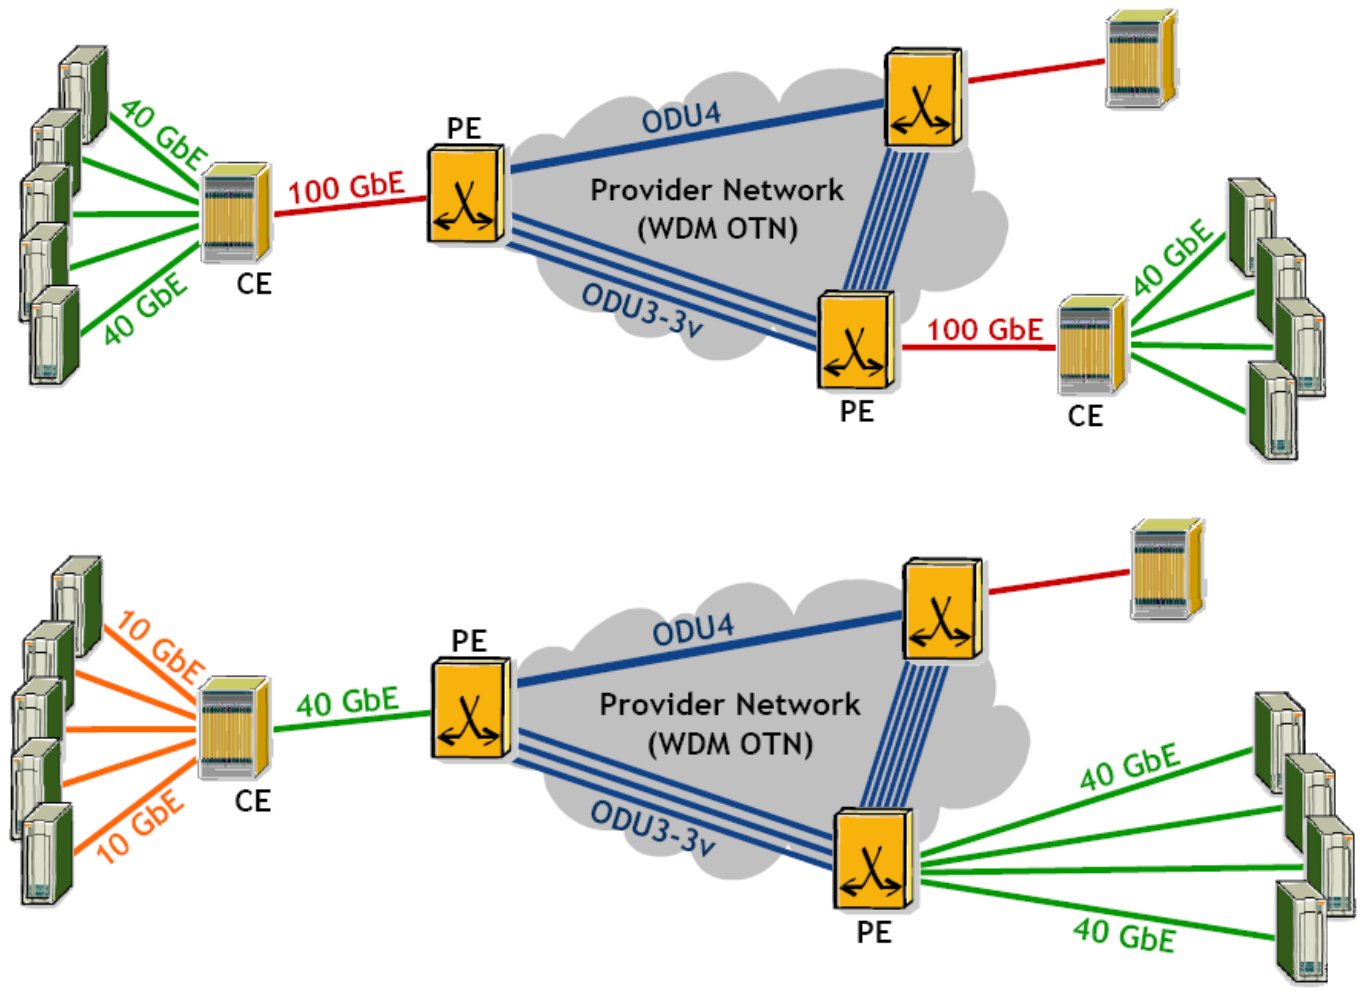 40 GbE
PE
ODU4
100 GbE
Provider Network
(WDM OTN)
CE
40 GbE
40 GbE
ODU3-3v
100 GbE
PE
CE
10 GbE
PE
ODU4
40 GbE
Provider Network
(WDM OTN)
CE
10 GbE
40 GbE
ODU3-3v
PE
40 GbE